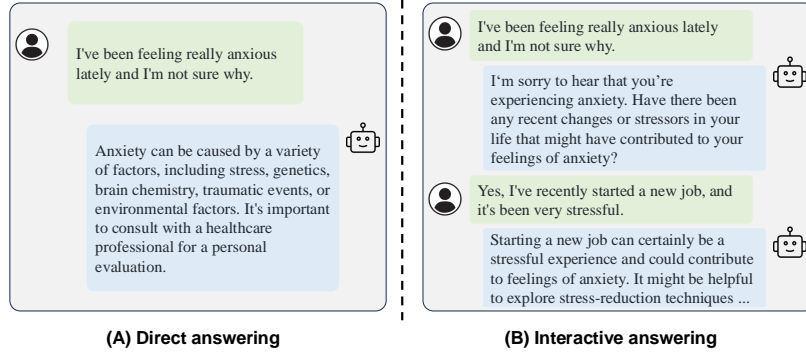 I've been feeling really anxious
lately and I'm not sure why.
Anxiety can be caused by a variety
of factors, including stress, genetics,
brain chemistry, traumatic events, or
environmental factors. It's important
to consult with a healthcare
professional for a personal
evaluation.
(A) Direct answering
I've been feeling really anxious lately
and I'm not sure why.
I‘m sorry to hear that you’re
experiencing anxiety. Have there been
any recent changes or stressors in your
life that might have contributed to your
feelings of anxiety?
Yes, I've recently started a new job, and
it's been very stressful.
Starting a new job can certainly be a
stressful experience and could contribute
to feelings of anxiety. It might be helpful
to explore stress-reduction techniques ...
(B) Interactive answering